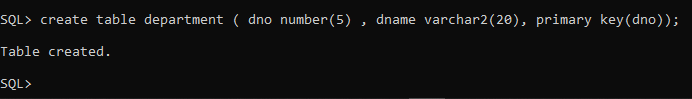 SQL> create table department ( dno number(5) , dname varchar2(20), primary key(dno));
Table created.
SQL>